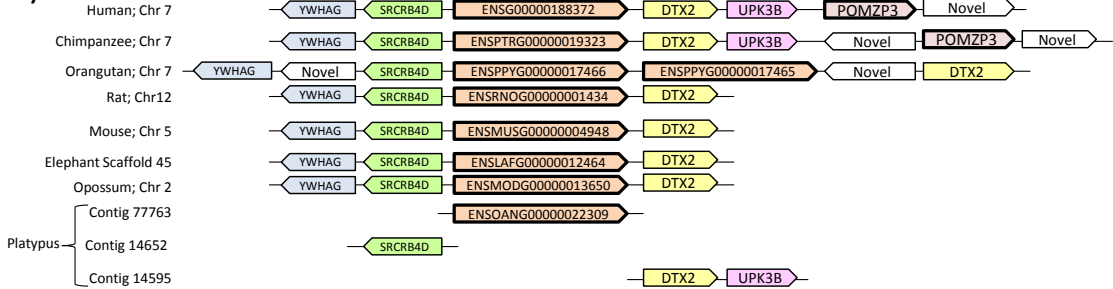 Human; Chr 7 YWHAG SRCRB4D ENSG00000188372 DTX2 UPK3B POMZP3 Novel
Chimpanzee; Chr 7 YWHAG SRCRB4D ENSPTRG00000019323 DTX2 UPK3B Novel POMZP3 Novel
Orangutan; Chr 7 YWHAG Novel SRCRB4D ENSPPYG00000017466 ENSPPYG00000017465 Novel DTX2
Rat; Chr12 YWHAG SRCRB4D ENSRNOG00000001434 DTX2
Mouse; Chr 5 YWHAG SRCRB4D ENSMUSG00000004948 DTX2
Elephant Scaffold 45 YWHAG SRCRB4D ENSLAFG00000012464 DTX2
Opossum; Chr 2 YWHAG SRCRB4D ENSMODG00000013650 DTX2
Contig 77763 ENSOANG00000022309
Platypus Contig 14652 SRCRB4D
Contig 14595 DTX2 UPK3B